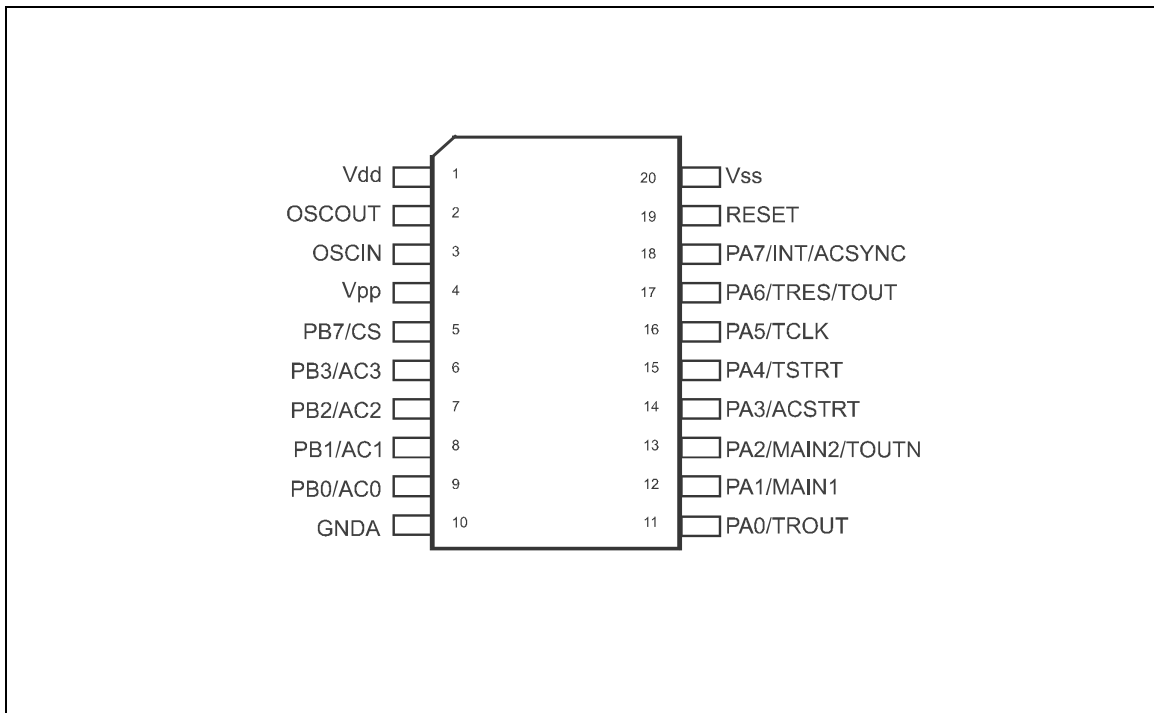 Vdd 1 20 Vss
OSCOUT 2 19 RESET
OSCIN 3 18 PA7/INT/ACSYNC
Vpp 4 17 PA6/TRES/TOUT
PB7/CS 5 16 PA5/TCLK
PB3/AC3 6 15 PA4/TSTRT
PB2/AC2 7 14 PA3/ACSTRT
PB1/AC1 8 13 PA2/MAIN2/TOUTN
PB0/AC0 9 12 PA1/MAIN1
GNDA 10 11 PA0/TROUT